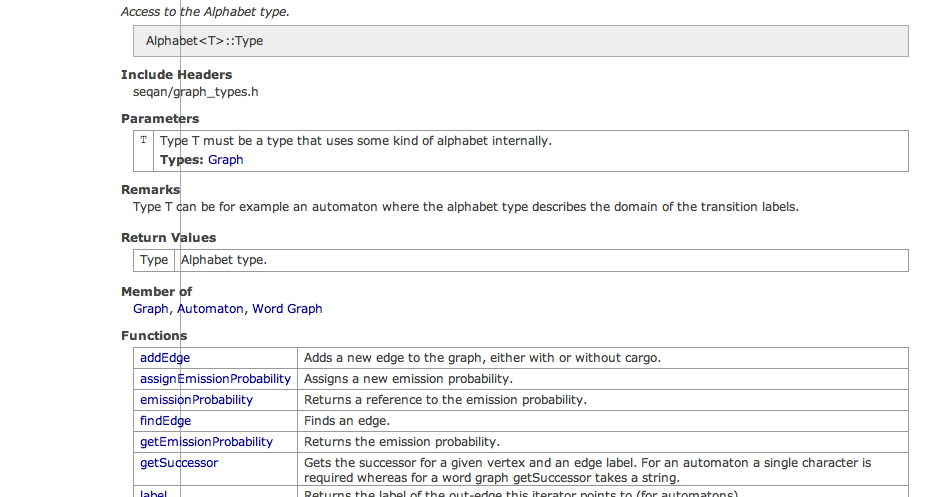 Access to the Alphabet type.
Alphabet<T>::Type
Include Headers
seqan/graph_types.h
Parameters
T Type T must be a type that uses some kind of alphabet internally.
Types: Graph
Remarks
Type T can be for example an automaton where the alphabet type describes the domain of the transition labels.
Return Values
Type Alphabet type.
Member of
Graph, Automaton, Word Graph
Functions
addEdge Adds a new edge to the graph, either with or without cargo.
assignEmissionProbability Assigns a new emission probability.
emissionProbability Returns a reference to the emission probability.
findEdge Finds an edge.
getEmissionProbability Returns the emission probability.
getSuccessor Gets the successor for a given vertex and an edge label. For an automaton a single character is
required whereas for a word graph getSuccessor takes a string.
label Returns the label of the out-edge this iterator points to (for automatons).